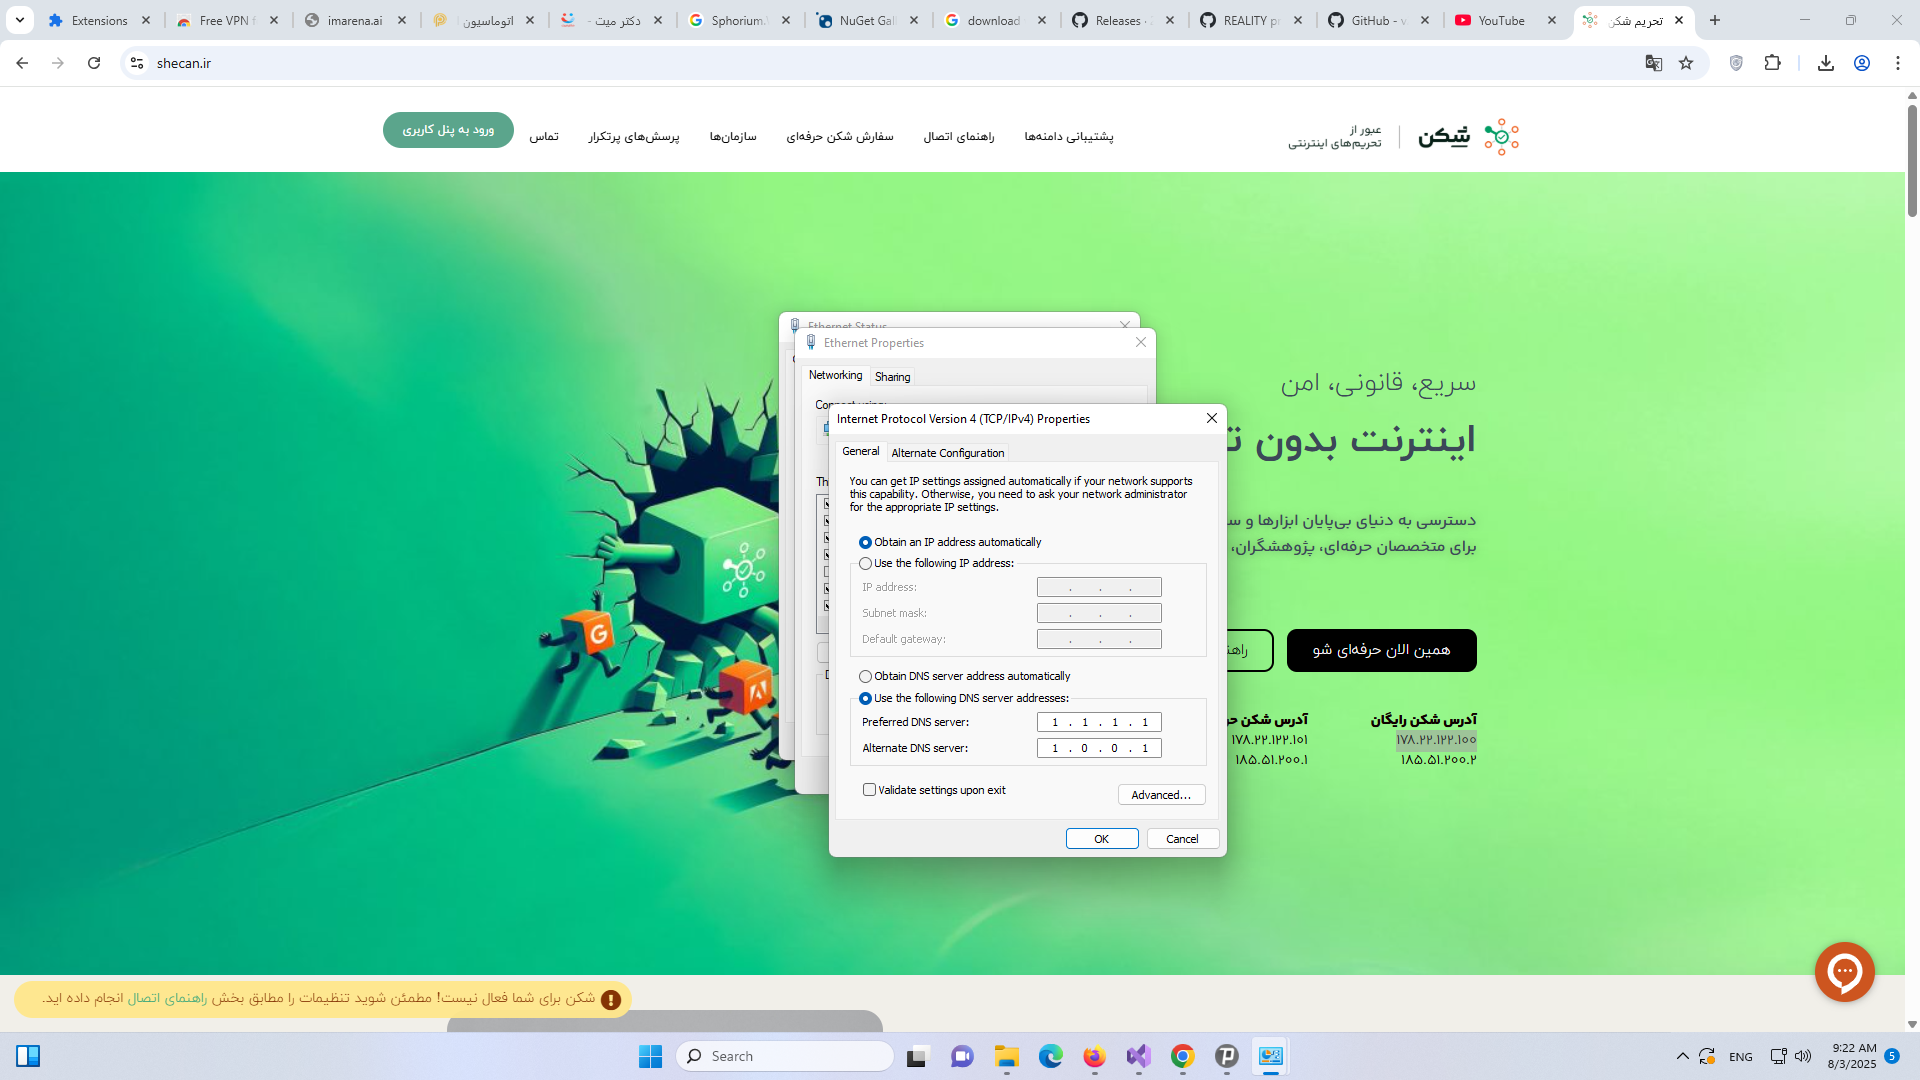 Extensions
Free VPN f
imarena.ai
اتوماسیون
دکتر میت -
Sphorium.
NuGet Gal
download
Releases ·
REALITY p
GitHub - v
YouTube
تحریم شکن
shecan.ir
عبور از
تحریم‌های اینترنتی
شکن
پشتیبانی دامنه‌ها
راهنمای اتصال
سفارش شکن حرفه‌ای
سازمان‌ها
پرسش‌های پرتکرار
تماس
ورود به پنل کاربری
سریع، قانونی، امن
اینترنت بدون
دسترسی به دنیای بی‌پایان ابزارها و
برای متخصصان حرفه‌ای، پژوهشگران،
همین الان حرفه‌ای شو
آدرس شکن رایگان
۱۷۸.۲۲.۱۲۲.۱۰۰
۱۸۵.۵۱.۲۰۰.۲
آدرس شکن
۱۷۸.۲۲.۱۲۲.۱۰۱
۱۸۵.۵۱.۲۰۰.۱
Ethernet Status
Ethernet Properties
Networking
Sharing
Connect using:
Internet Protocol Version 4 (TCP/IPv4) Properties
General
Alternate Configuration
You can get IP settings assigned automatically if your network supports
this capability. Otherwise, you need to ask your network administrator
for the appropriate IP settings.
Obtain an IP address automatically
Use the following IP address:
IP address:
Subnet mask:
Default gateway:
Obtain DNS server address automatically
Use the following DNS server addresses:
Preferred DNS server: 1 . 1 . 1 . 1
Alternate DNS server: 1 . 0 . 0 . 1
Validate settings upon exit
Advanced...
OK
Cancel
شکن برای شما فعال نیست! مطمئن شوید تنظیمات را مطابق بخش راهنمای اتصال انجام داده اید.
Search
ENG
9:22 AM
8/3/2025
5